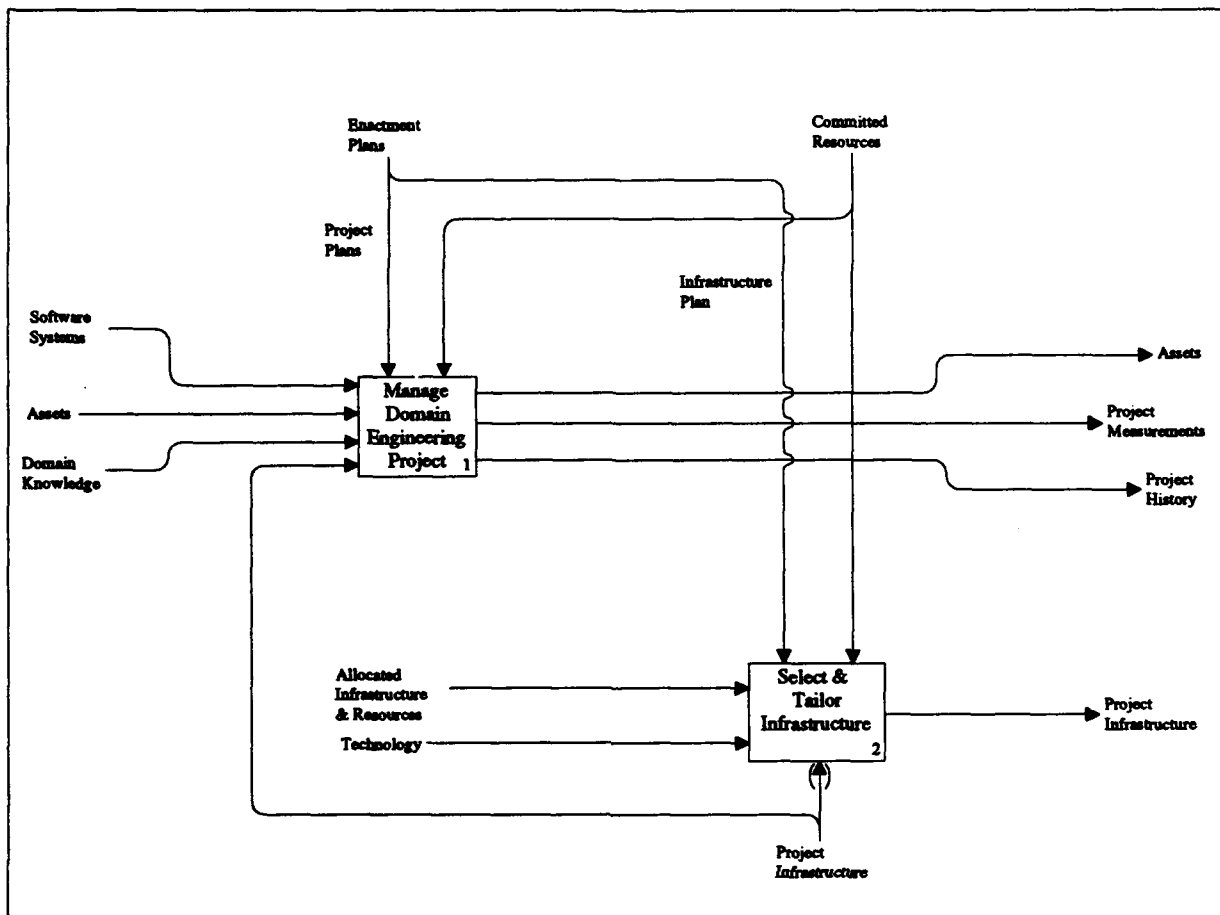 Enactment
Plans
Committed
Resources
Project
Plans
Infrastructure
Plan
Software
Systems
Assets
Domain
Knowledge
Manage
Domain
Engineering
Project
1
Assets
Project
Measurements
Project
History
Allocated
Infrastructure
& Resources
Technology
Select &
Tailor
Infrastructure
2
Project
Infrastructure
Project
Infrastructure